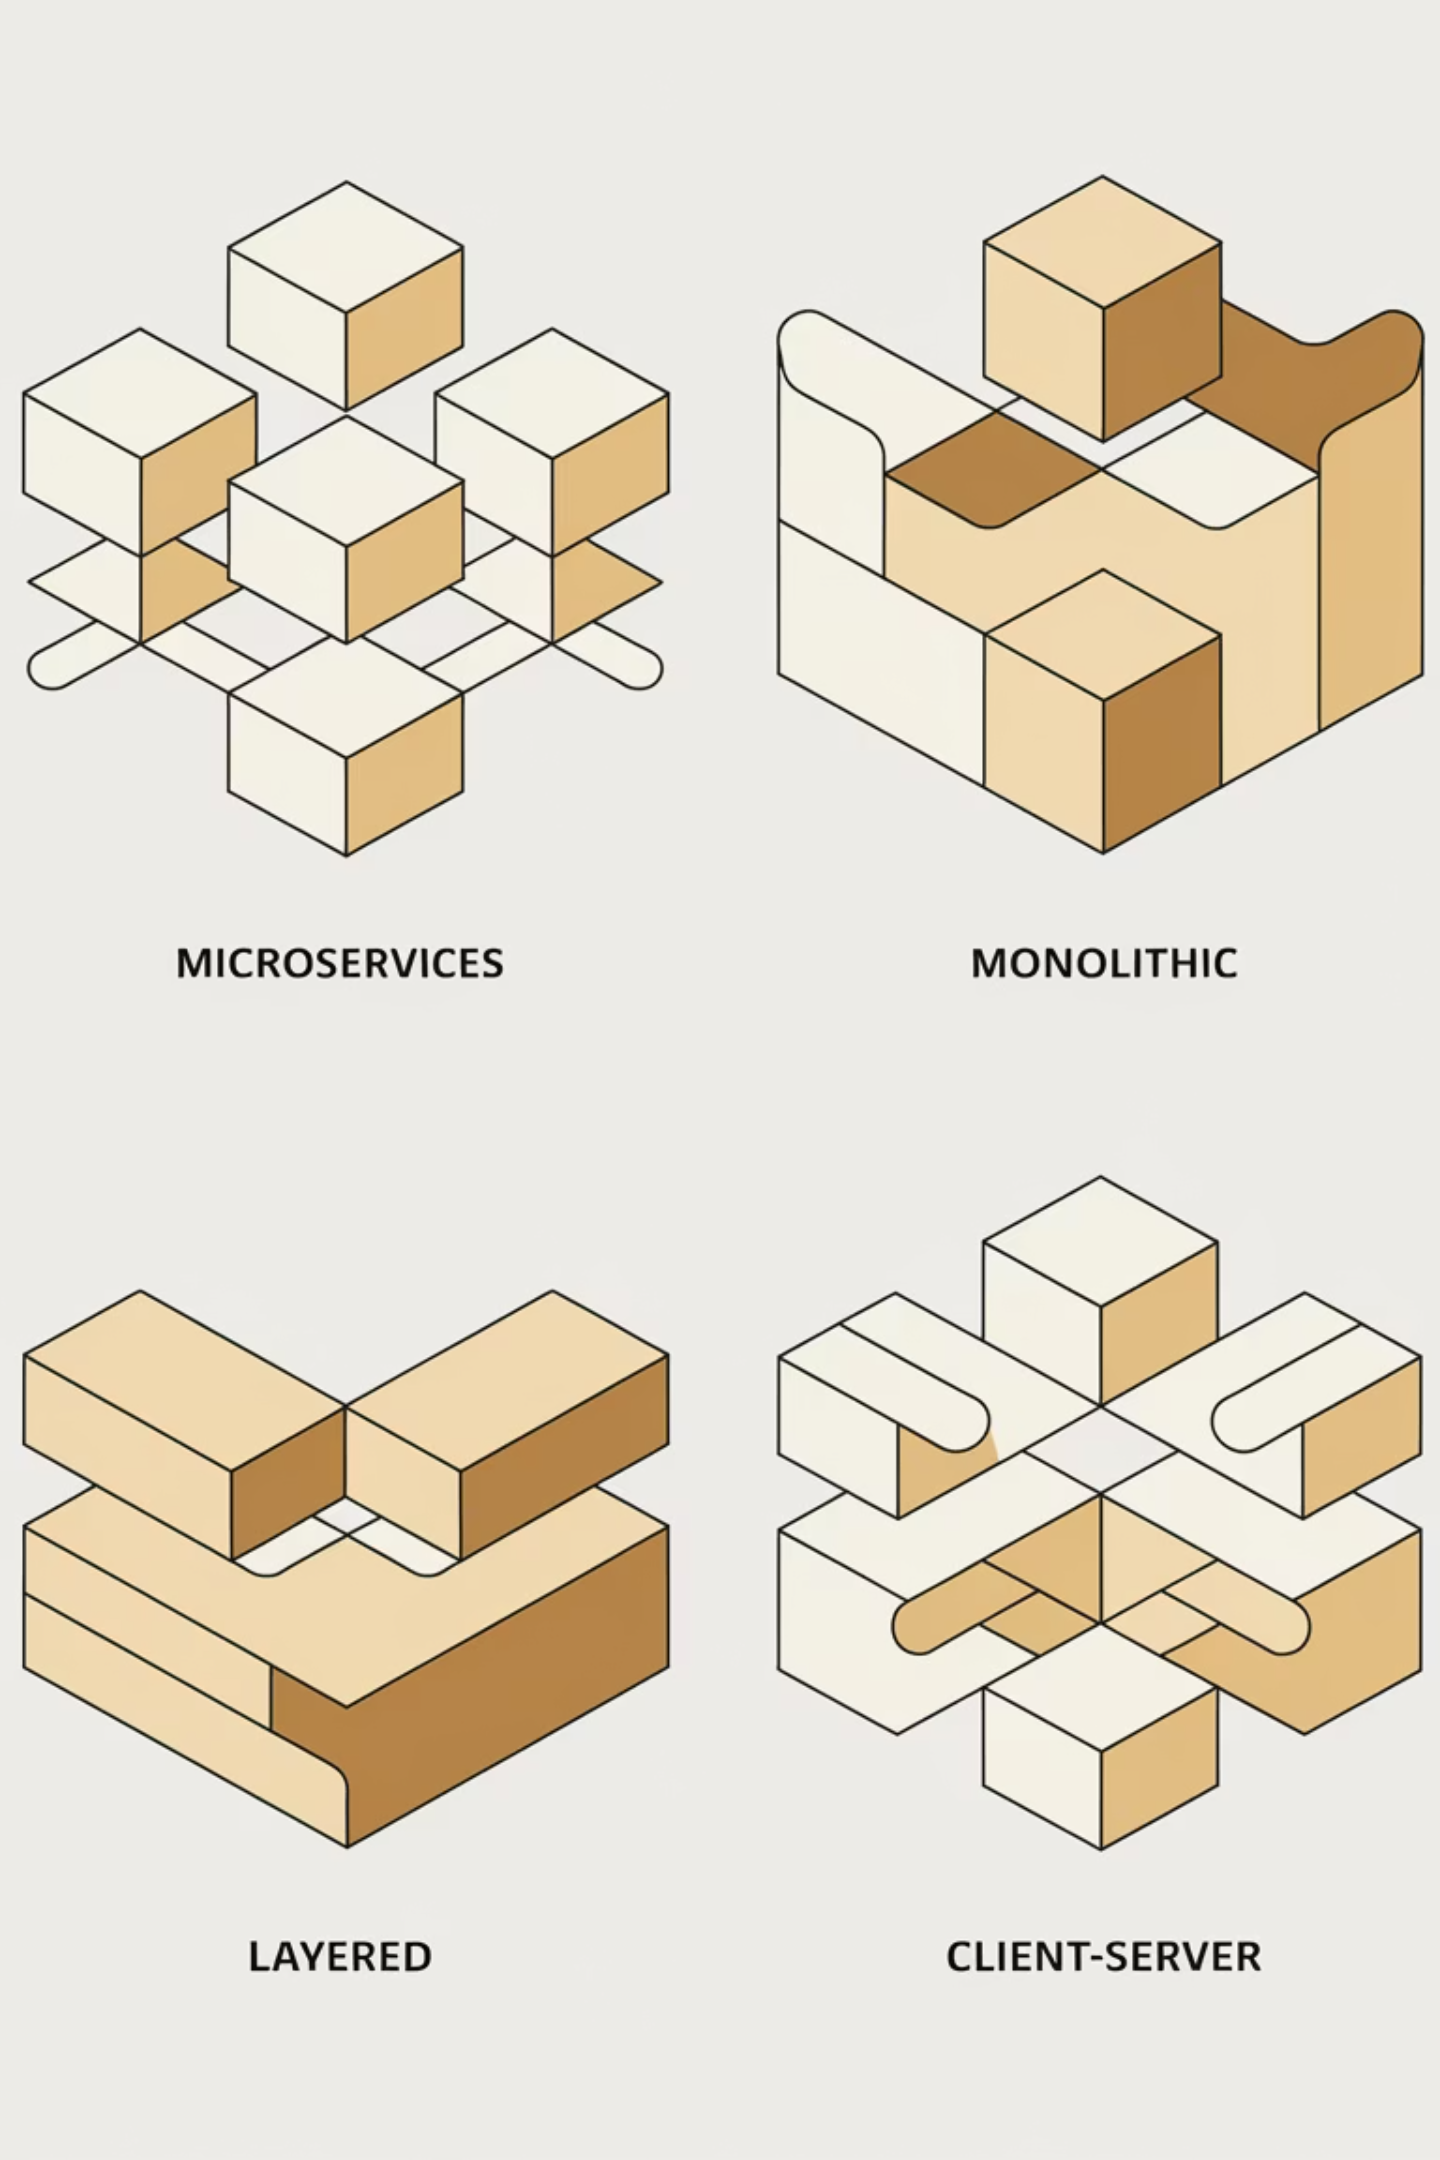 MICROSERVICES
MONOLITHIC
LAYERED
CLIENT-SERVER